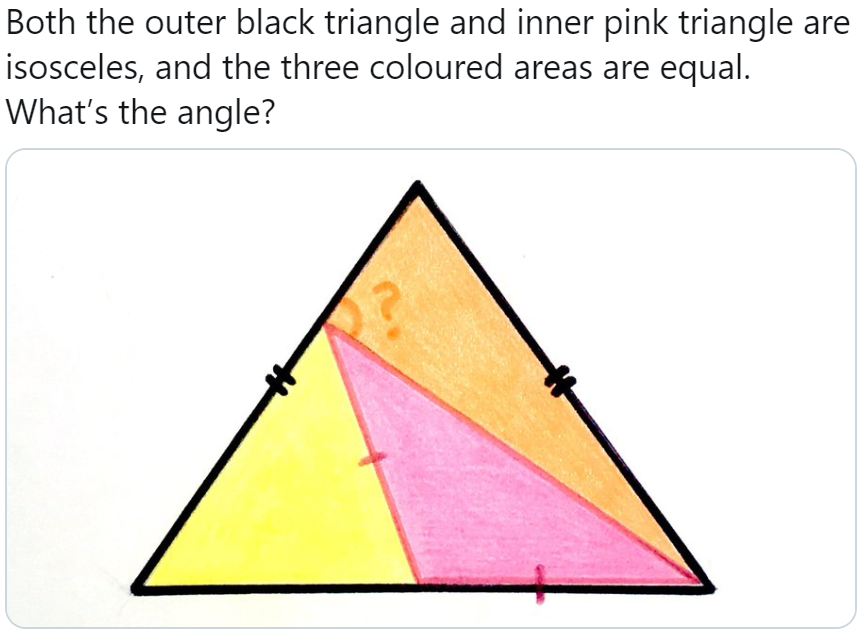 Both the outer black triangle and inner pink triangle are
isosceles, and the three coloured areas are equal.
What’s the angle?
?